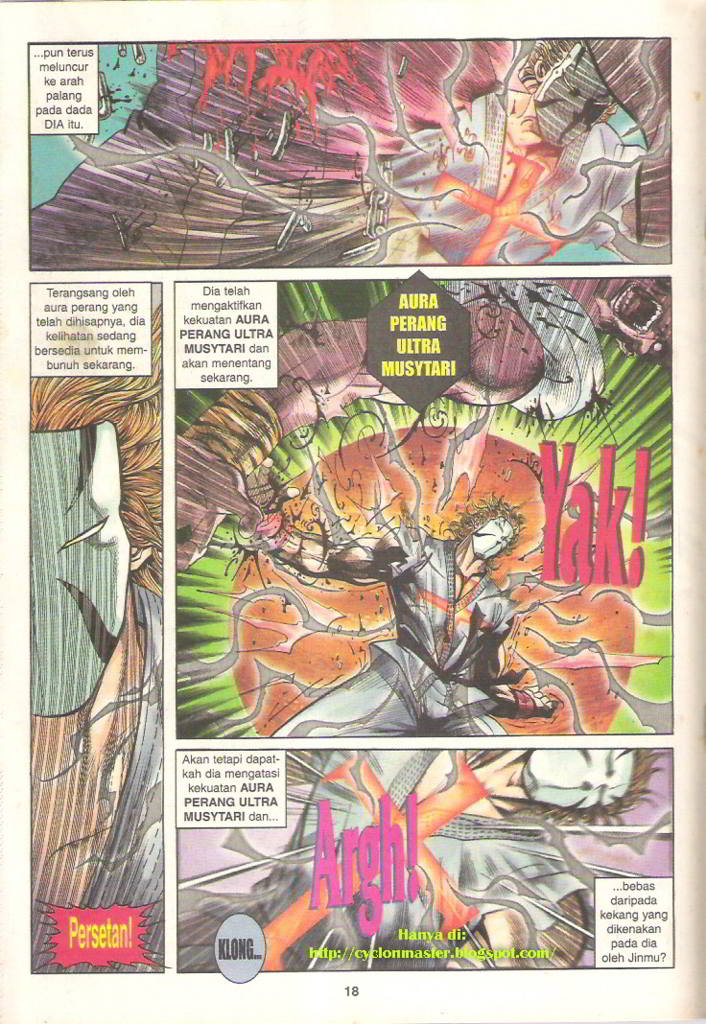 ...pun terus
meluncur
ke arah
palang
pada dada
DIA itu.
Terangsang oleh
aura perang yang
telah dihisapnya, dia
kelihatan sedang
bersedia untuk mem-
bunuh sekarang.
Persetan!
Dia telah
mengaktifkan
kekuatan AURA
PERANG ULTRA
MUSYTARI dan
akan menentang
sekarang.
AURA
PERANG
ULTRA
MUSYTARI
Yak!
Akan tetapi dapat-
kah dia mengatasi
kekuatan AURA
PERANG ULTRA
MUSYTARI dan...
Argh!
KLONG...
...bebas
daripada
kekang yang
dikenakan
pada dia
oleh Jinmu?
Hanya di:
http://cyclonmaster.blogspot.com/
18